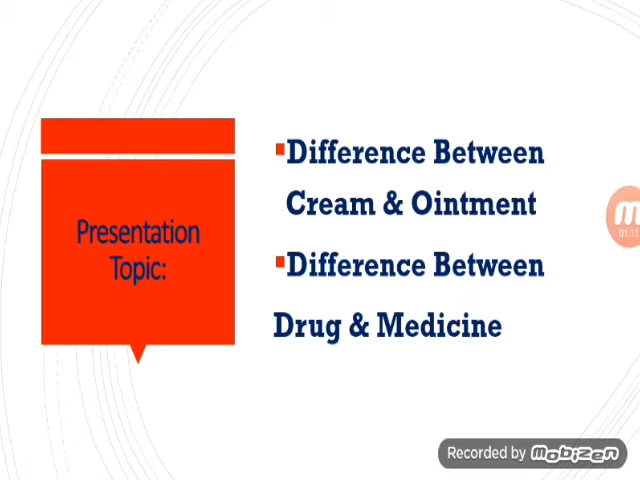 Presentation
Topic:
Difference Between
Cream & Ointment
Difference Between
Drug & Medicine
M
01:11
Recorded by mobizen